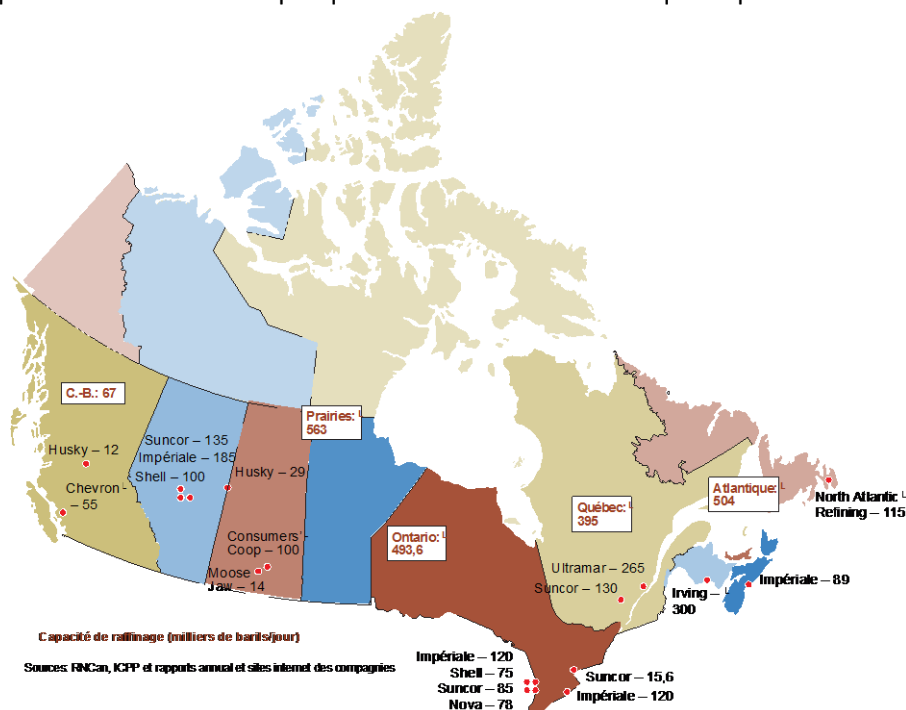 C.-B.: 67
Prairies:
563
Suncor – 135
Impériale – 185
Shell – 100
Husky – 12
Husky – 29
Chevron
– 55
Consumers'
Coop – 100
Moose
Jaw – 14
Ontario:
493,6
Québec:
395
Atlantique:
504
North Atlantic
Refining – 115
Ultramar – 265
Suncor – 130
Irving –
300
Impériale – 89
Capacité de raffinage (milliers de barils/jour)
Sources: RNCan, ICPP et rapports annual et siles internet des compagnies
Impériale – 120
Shell – 75
Suncor – 85
Nova – 78
Suncor – 15,6
Impériale – 120